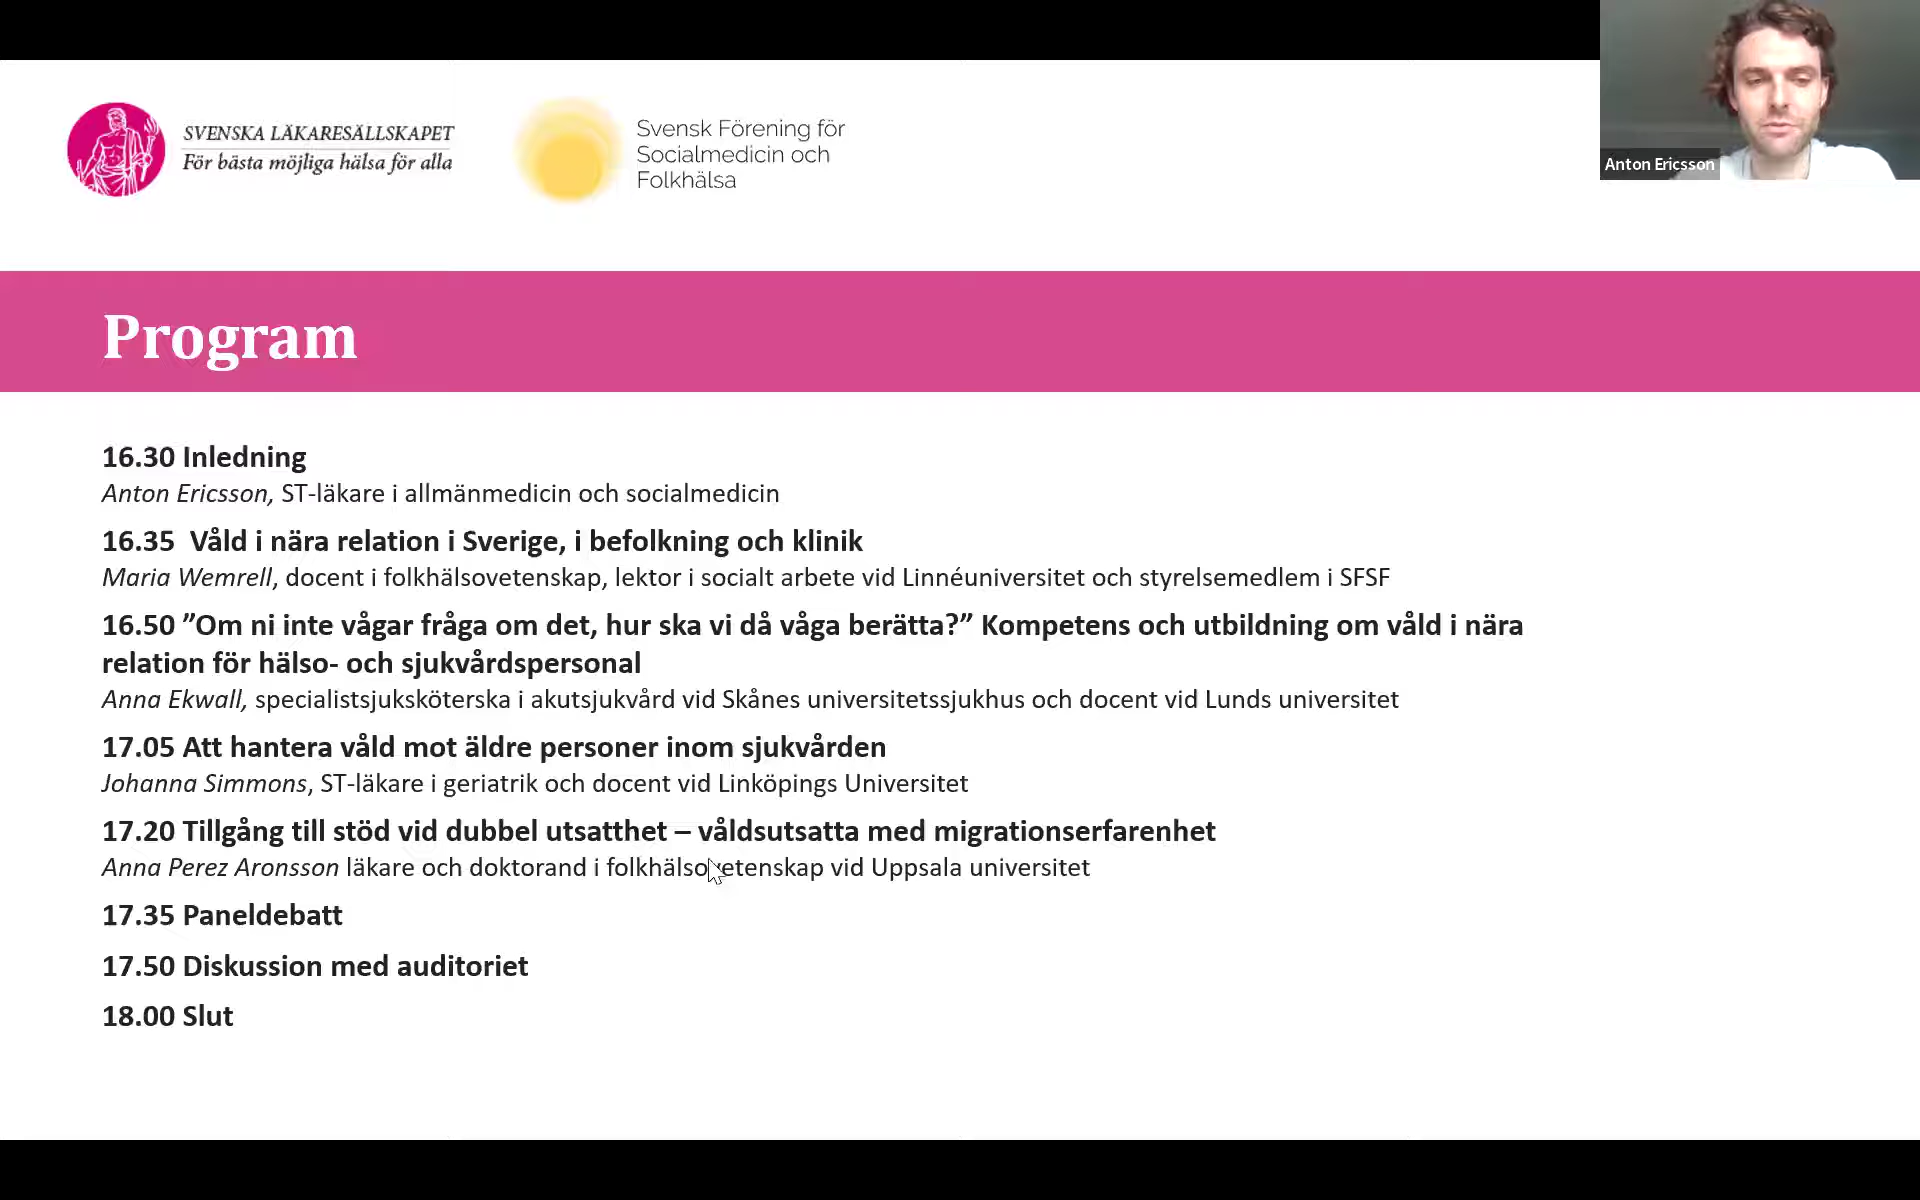 SVENSKA LÄKARESÄLLSKAPET
För bästa möjliga hälsa för alla
Svensk Förening för
Socialmedicin och
Folkhälsa
Anton Ericsson
Program
16.30 Inledning
Anton Ericsson, ST-läkare i allmänmedicin och socialmedicin
16.35 Våld i nära relation i Sverige, i befolkning och klinik
Maria Wemrell, docent i folkhälsovetenskap, lektor i socialt arbete vid Linnéuniversitet och styrelsemedlem i SFSF
16.50 ”Om ni inte vågar fråga om det, hur ska vi då våga berätta?” Kompetens och utbildning om våld i nära
relation för hälso- och sjukvårdspersonal
Anna Ekwall, specialistsjuksköterska i akutsjukvård vid Skånes universitetssjukhus och docent vid Lunds universitet
17.05 Att hantera våld mot äldre personer inom sjukvården
Johanna Simmons, ST-läkare i geriatrik och docent vid Linköpings Universitet
17.20 Tillgång till stöd vid dubbel utsatthet – våldsutsatta med migrationserfarenhet
Anna Perez Aronsson läkare och doktorand i folkhälsovetenskap vid Uppsala universitet
17.35 Paneldebatt
17.50 Diskussion med auditoriet
18.00 Slut